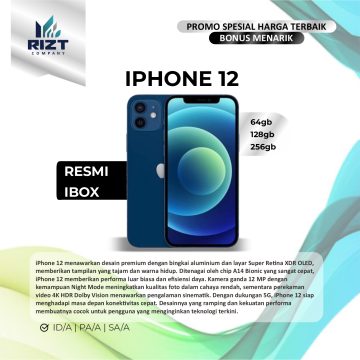 RIZT
COMPANY
PROMO SPESIAL HARGA TERBAIK
BONUS MENARIK
IPHONE 12
64gb
128gb
256gb
RESMI
IBOX
iPhone 12 menawarkan desain premium dengan bingkai aluminium dan layar Super Retina XDR OLED,
memberikan tampilan yang tajam dan warna hidup. Ditenagai oleh chip A14 Bionic yang sangat cepat,
iPhone 12 memberikan performa luar biasa dan efisiensi daya. Kamera ganda 12 MP dengan
kemampuan Night Mode meningkatkan kualitas foto dalam cahaya rendah, sementara perekaman
video 4K HDR Dolby Vision menawarkan pengalaman sinematik. Dengan dukungan 5G, iPhone 12 siap
menghadapi masa depan konektivitas cepat. Desainnya yang ramping dan kekuatan performa
membuatnya cocok untuk pengguna yang menginginkan teknologi terkini.
ID/A | PA/A | SA/A